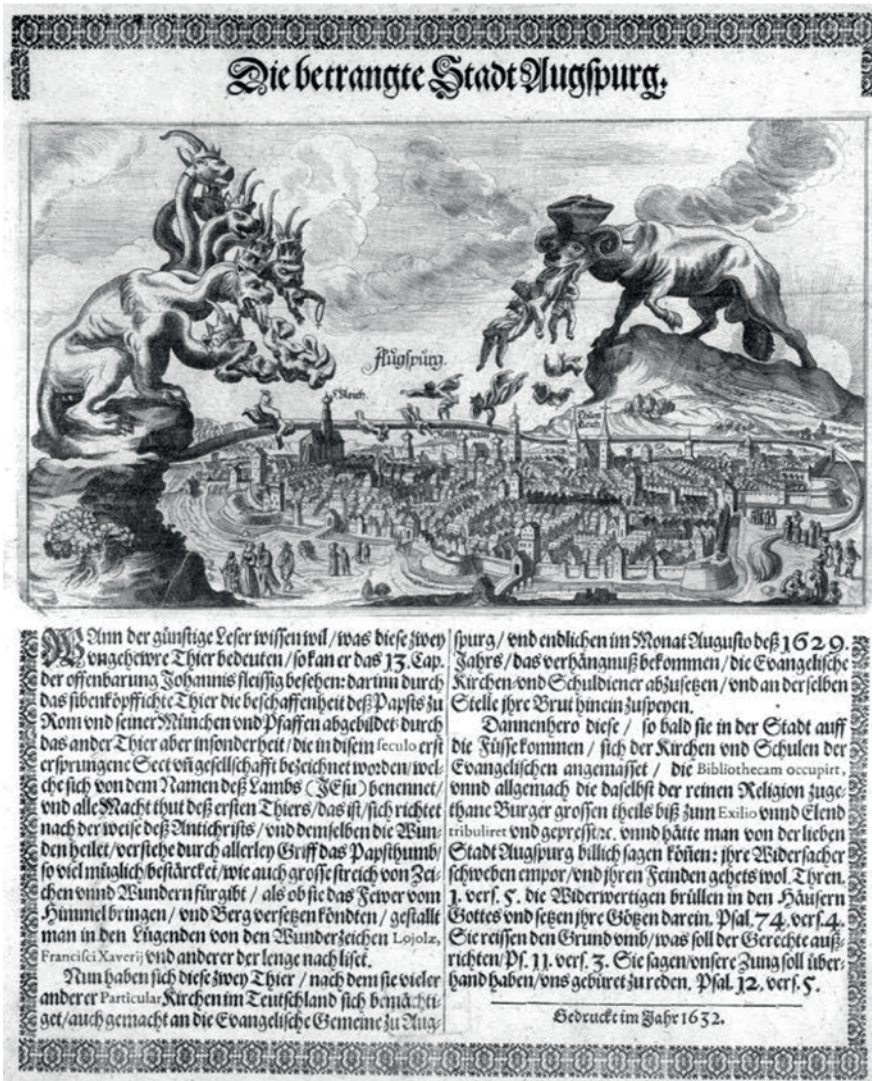 Die betrangte Stadt Augspurg.
Augspurg.
S. Ulrich.
WAnn der günstige Leser wissen wil / was diese zwey
vngehewre Thier bedeuten / so kan er das 13. Cap.
der offenbarung Johannis fleissig besehen: darinn durch
das sibenköpffichte Thier die beschaffenheit deß Papsts zu
Rom vnd seiner München vnd Pfaffen abgebildet: durch
das ander Thier aber insonderheit / die in disem seculo erst
ersprungene Sect vñ gesellschafft bezeichnet worden / wel-
che sich von dem Namen deß Lambs (JEsu) benennet /
vnd alle Macht thut deß ersten Thiers / das ist / sich richtet
nach der weise deß Antichrists / vnd demselben die Wun-
den heilet / verstehe durch allerley Griff das Papsthumb /
so viel müglich / bestärcket / wie auch grosse streich von Zei-
chen vnnd Wundern fürgibt / als ob sie das Fewer vom
Himmel bringen / vnd Berg versetzen köndten / gestallt
man in den Lügenden von den Wunderzeichen Lojolæ,
Francisci Xaverij vnd anderer der lenge nach liset.
Nun haben sich diese zwey Thier / nach dem sie vieler
anderer Particular Kirchen im Teutschland sich bemächti-
get / auch gemacht an die Evangelische Gemeine zu Aug-
spurg / vnd endlichen im Monat Augusto deß 1629.
Jahrs / das verhängnuß bekommen / die Evangelische
Kirchen vnd Schuldiener abzusetzen / vnd an derselben
Stelle jhre Brut hinein zuspeyen.
Dannenhero diese / so bald sie in der Stadt auff
die Füsse kommen / sich der Kirchen vnd Schulen der
Evangelischen angemasset / die Bibliothecam occupirt,
vnnd allgemach die daselbst der reinen Religion zuge-
thane Burger grossen theils biß zum Exilio vnnd Elend
tribuliret vnd gepresst / ꝛc. vnnd hätte man von der lieben
Stadt Augspurg billich sagen köñen: jhre Widersacher
schweben empor / vnd jhren Feinden gehets wol. Thren.
1. vers. 5. die Widerwertigen brüllen in den Häusern
Gottes vnd setzen jhre Götzen darein. Psal. 74. vers. 4.
Sie reissen den Grund vmb / was soll der Gerechte auß-
richten / Ps. 11. vers. 3. Sie sagen / vnsere Zung soll über-
hand haben / vns gebüret zu reden. Psal. 12. vers. 5.
Gedruckt im Jahr 1632.